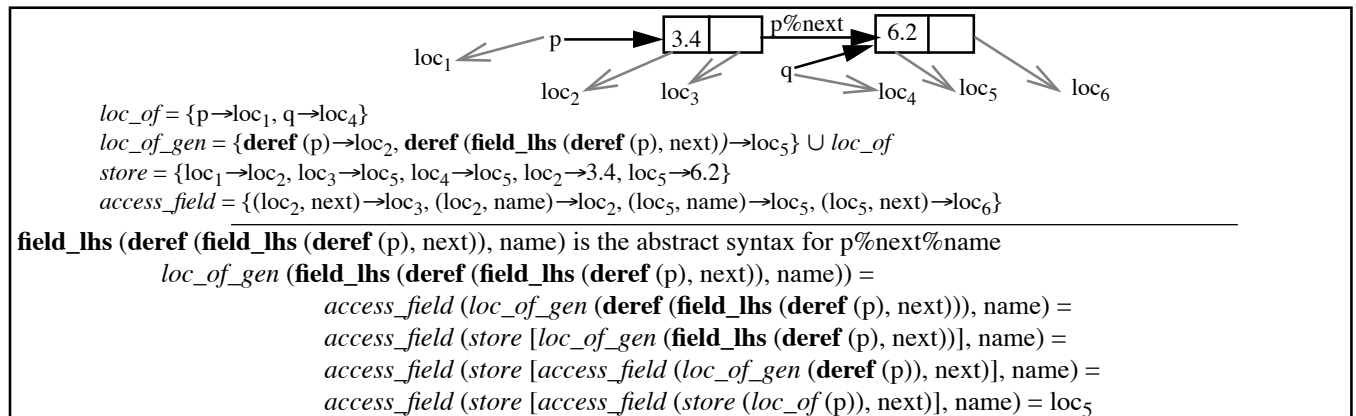 p 3.4 p%next 6.2
loc₁ q
loc₂ loc₃ loc₄ loc₅ loc₆
loc_of = {p→loc₁, q→loc₄}
loc_of_gen = {deref (p)→loc₂, deref (field_lhs (deref (p), next))→loc₅} ∪ loc_of
store = {loc₁→loc₂, loc₃→loc₅, loc₄→loc₅, loc₂→3.4, loc₅→6.2}
access_field = {(loc₂, next)→loc₃, (loc₂, name)→loc₂, (loc₅, name)→loc₅, (loc₅, next)→loc₆}
field_lhs (deref (field_lhs (deref (p), next)), name) is the abstract syntax for p%next%name
loc_of_gen (field_lhs (deref (field_lhs (deref (p), next)), name)) =
access_field (loc_of_gen (deref (field_lhs (deref (p), next))), name) =
access_field (store [loc_of_gen (field_lhs (deref (p), next))], name) =
access_field (store [access_field (loc_of_gen (deref (p)), next)], name) =
access_field (store [access_field (store (loc_of (p)), next)], name) = loc₅